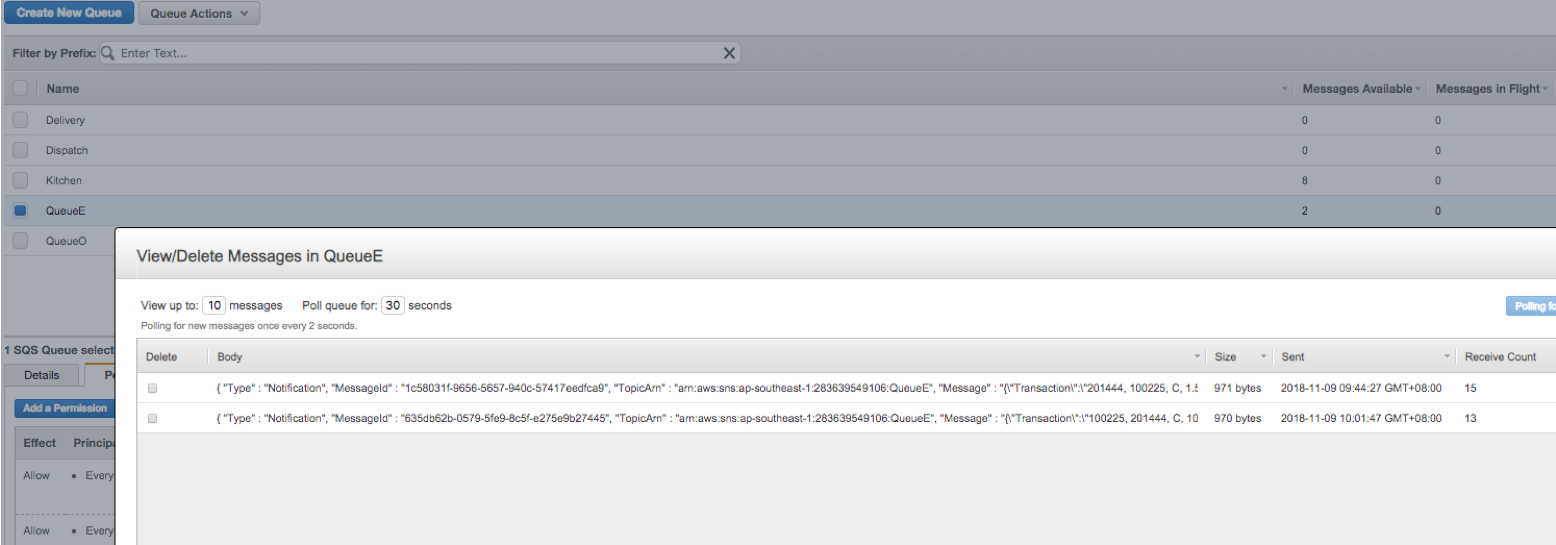 Create New Queue Queue Actions
Filter by Prefix: Enter Text...
Name Messages Available Messages in Flight
Delivery 0 0
Dispatch 0 0
Kitchen 8 0
QueueE 2 0
QueueO
View/Delete Messages in QueueE
View up to: 10 messages Poll queue for: 30 seconds
Polling for new messages once every 2 seconds.
Polling fo
1 SQS Queue select
Delete Body Size Sent Receive Count
Details Pe
{ "Type" : "Notification", "MessageId" : "1c58031f-9656-5657-940c-57417eedfca9", "TopicArn" : "arn:aws:sns:ap-southeast-1:283639549106:QueueE", "Message" : "{\"Transaction\":\"201444, 100225, C, 1.5 971 bytes 2018-11-09 09:44:27 GMT+08:00 15
Add a Permission
{ "Type" : "Notification", "MessageId" : "635db62b-0579-5fe9-8c5f-e275e9b27445", "TopicArn" : "arn:aws:sns:ap-southeast-1:283639549106:QueueE", "Message" : "{\"Transaction\":\"100225, 201444, C, 10 970 bytes 2018-11-09 10:01:47 GMT+08:00 13
Effect Principa
Allow • Every
Allow • Every